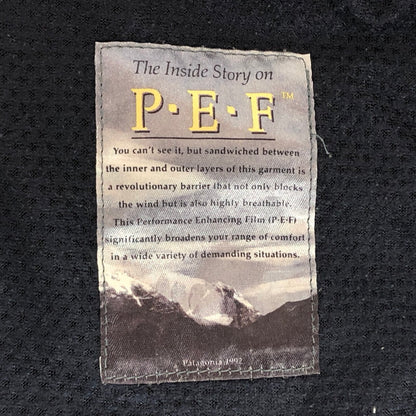 The Inside Story on
P·E·F™
You can't see it, but sandwiched between
the inner and outer layers of this garment is
a revolutionary barrier that not only blocks
the wind but is also highly breathable.
This Performance Enhancing Film (P·E·F)
significantly broadens your range of comfort
in a wide variety of demanding situations.
Patagonia 1992